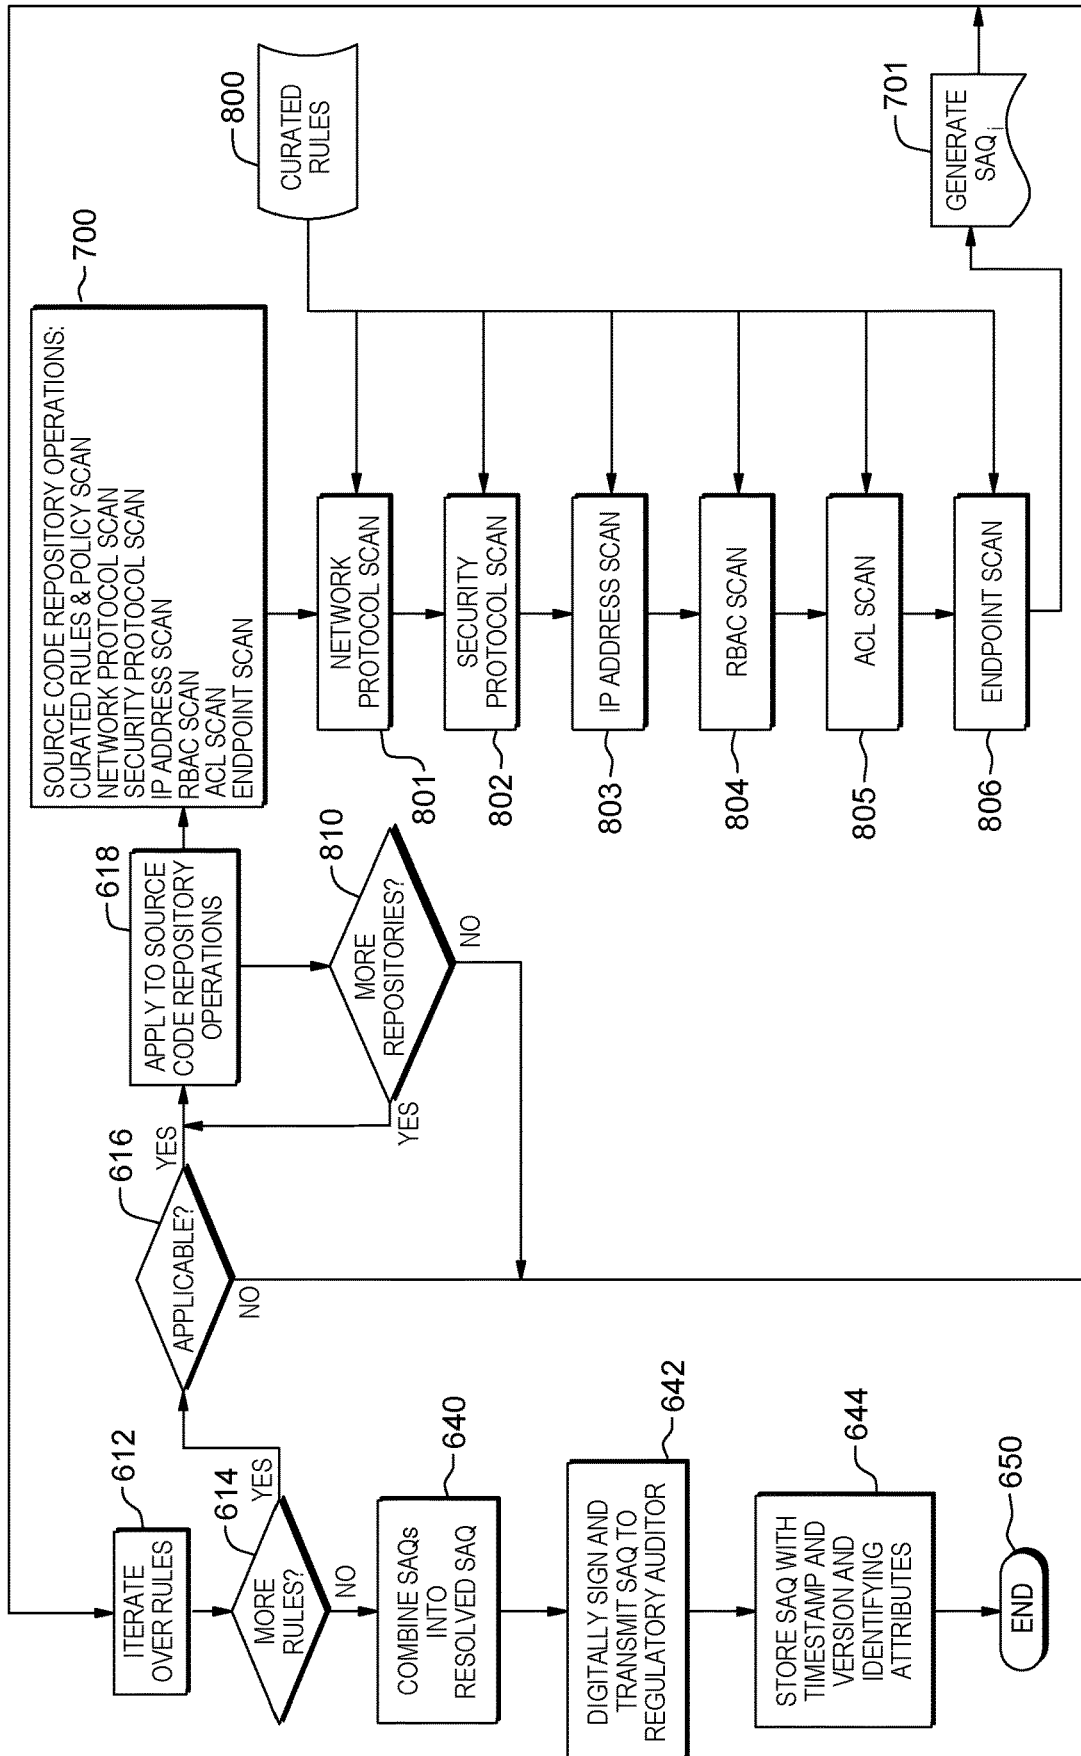 612
ITERATE
OVER RULES
614
MORE
RULES?
YES
NO
640
COMBINE SAQs
INTO
RESOLVED SAQ
642
DIGITALLY SIGN AND
TRANSMIT SAQ TO
REGULATORY AUDITOR
644
STORE SAQ WITH
TIMESTAMP AND
VERSION AND
IDENTIFYING
ATTRIBUTES
650
END
616
APPLICABLE?
YES
NO
618
APPLY TO SOURCE
CODE REPOSITORY
OPERATIONS
810
MORE
REPOSITORIES?
YES
NO
700
SOURCE CODE REPOSITORY OPERATIONS:
CURATED RULES & POLICY SCAN
NETWORK PROTOCOL SCAN
SECURITY PROTOCOL SCAN
IP ADDRESS SCAN
RBAC SCAN
ACL SCAN
ENDPOINT SCAN
800
CURATED
RULES
NETWORK
PROTOCOL SCAN
801
SECURITY
PROTOCOL SCAN
802
IP ADDRESS SCAN
803
RBAC SCAN
804
ACL SCAN
805
ENDPOINT SCAN
806
701
GENERATE
SAQi